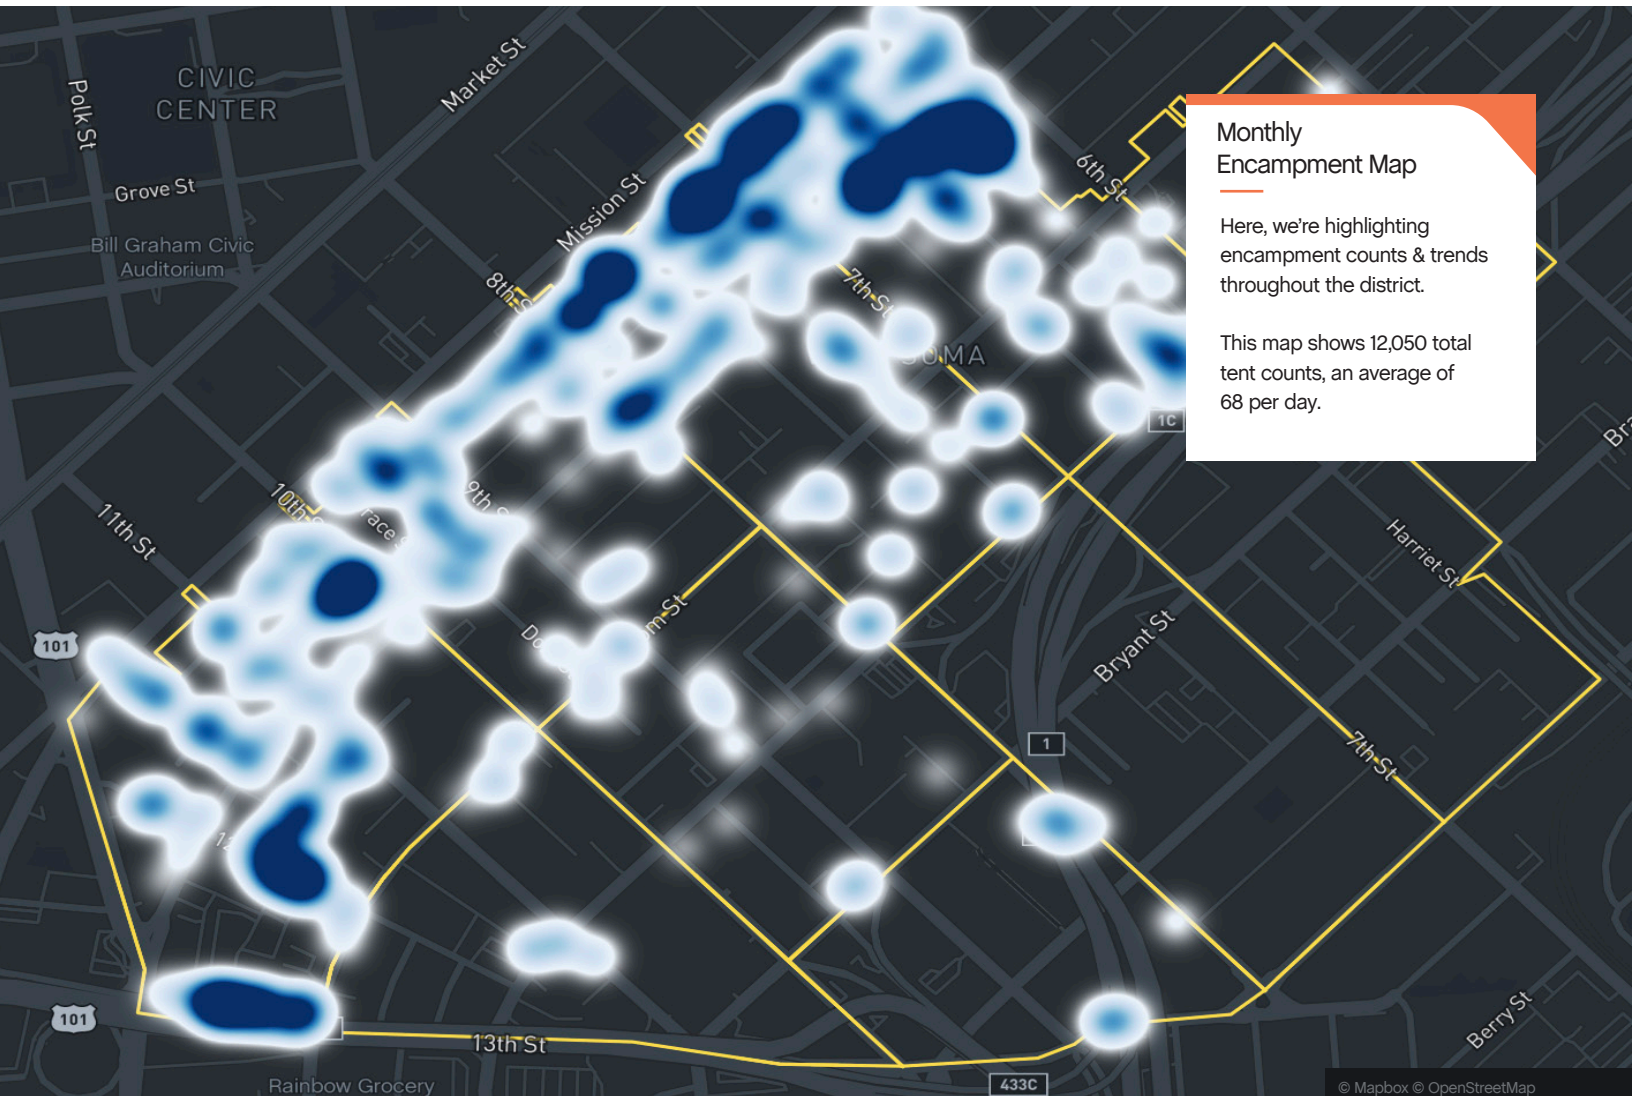 CIVIC
CENTER
Polk St
Market St
Grove St
Bill Graham Civic
Auditorium
Mission St
8th S
6th St
Monthly
Encampment Map
Here, we’re highlighting
encampment counts & trends
throughout the district.
This map shows 12,050 total
tent counts, an average of
68 per day.
7th St
SOMA
1C
10th S
race S
9th S
11th St
Harriet St
101
Bryant St
1
7th St
101
13th St
Rainbow Grocery
433C
Berry St
© Mapbox © OpenStreetMap